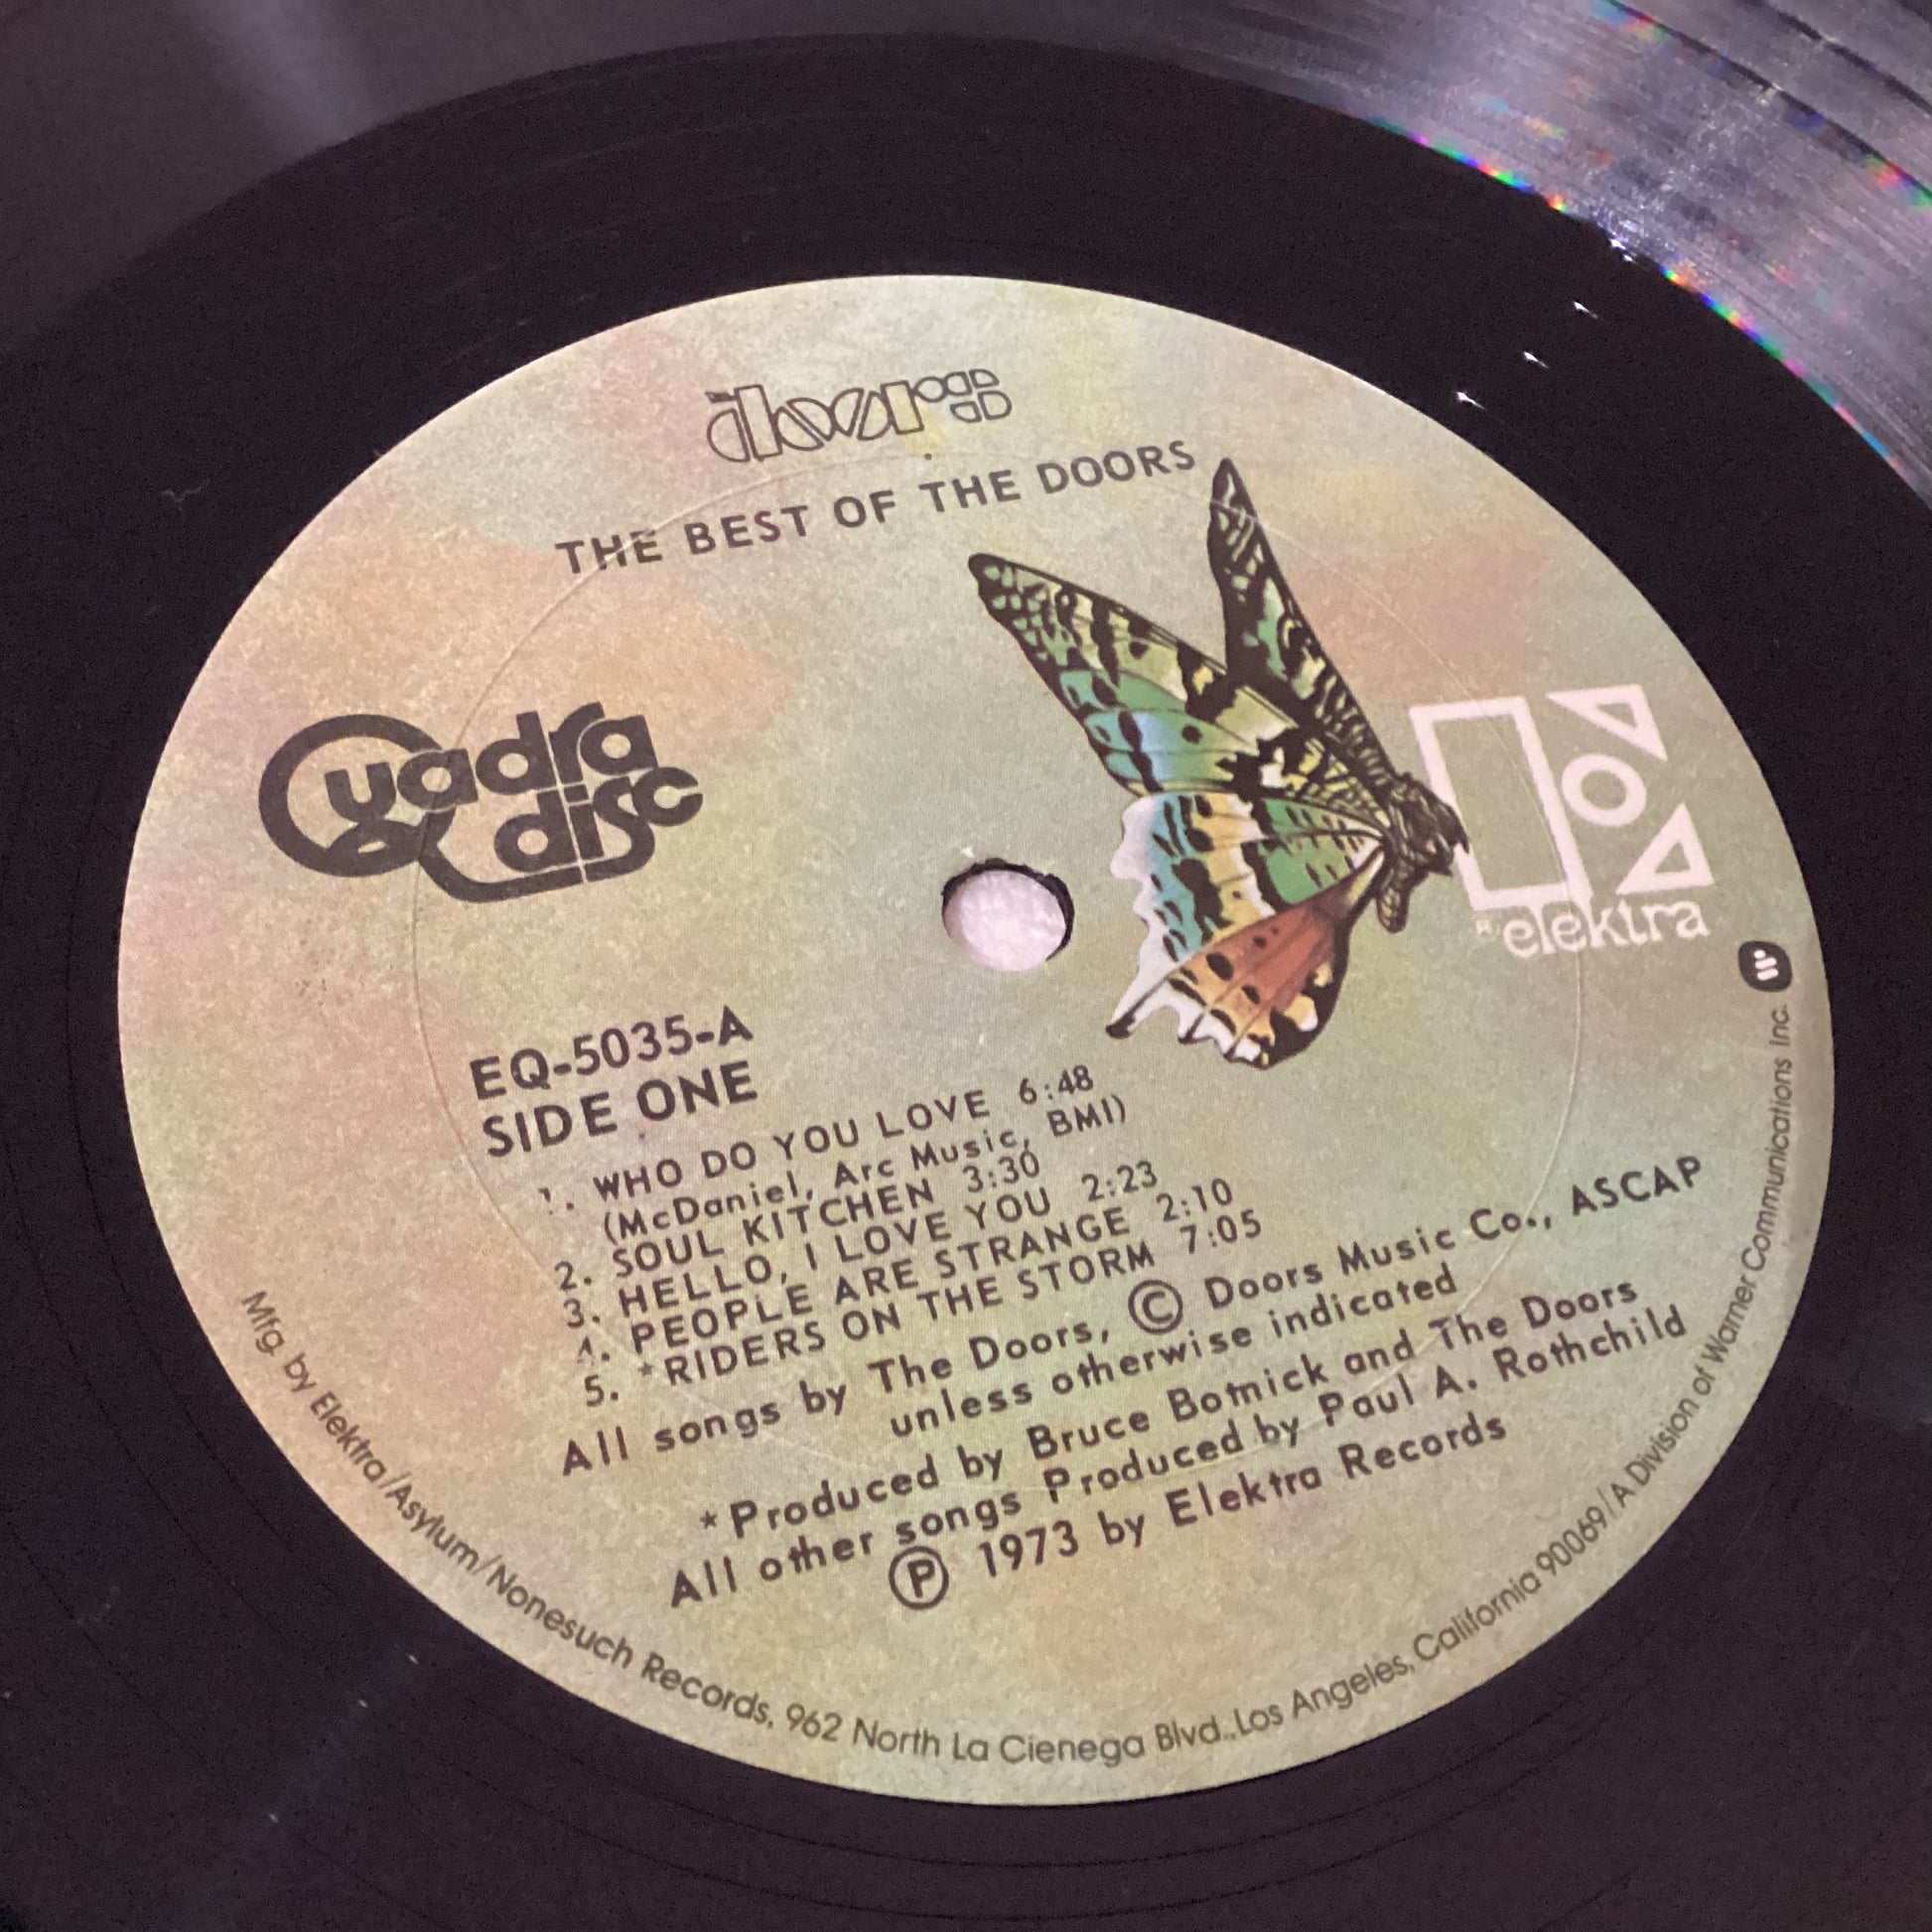 the doors
THE BEST OF THE DOORS
Quadra
disc
elektra
EQ-5035-A
SIDE ONE
1. WHO DO YOU LOVE 6:48
(McDaniel, Arc Music, BMI)
2. SOUL KITCHEN 3:30
3. HELLO, I LOVE YOU 2:23
4. PEOPLE ARE STRANGE 2:10
5. *RIDERS ON THE STORM 7:05
All songs by The Doors, © Doors Music Co., ASCAP
unless otherwise indicated
*Produced by Bruce Botnick and The Doors
All other songs Produced by Paul A. Rothchild
℗ 1973 by Elektra Records
Mfg. by Elektra/Asylum/Nonesuch Records, 962 North La Cienega Blvd., Los Angeles, California 90069/A Division of Warner Communications Inc.